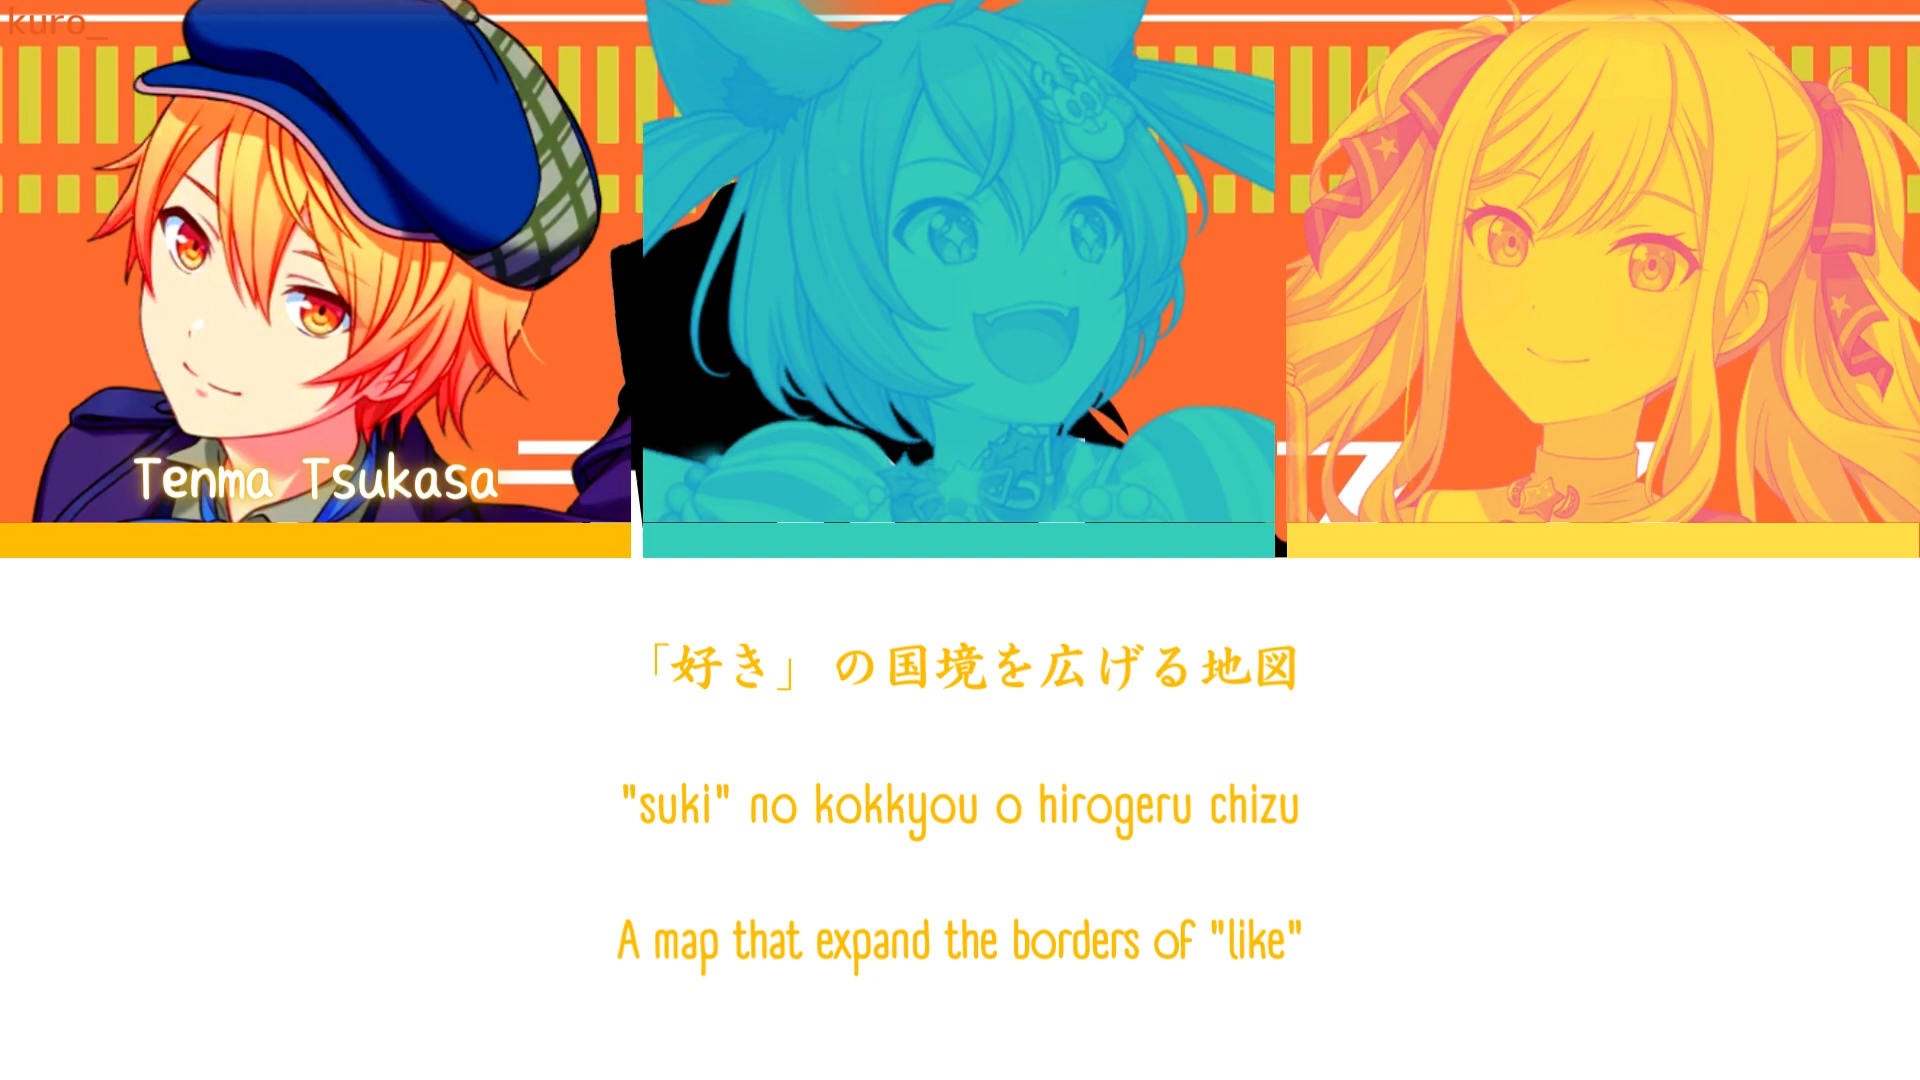 kuro_
Tenma Tsukasa
「好き」の国境を広げる地図
"suki" no kokkyou o hirogeru chizu
A map that expand the borders of "like"